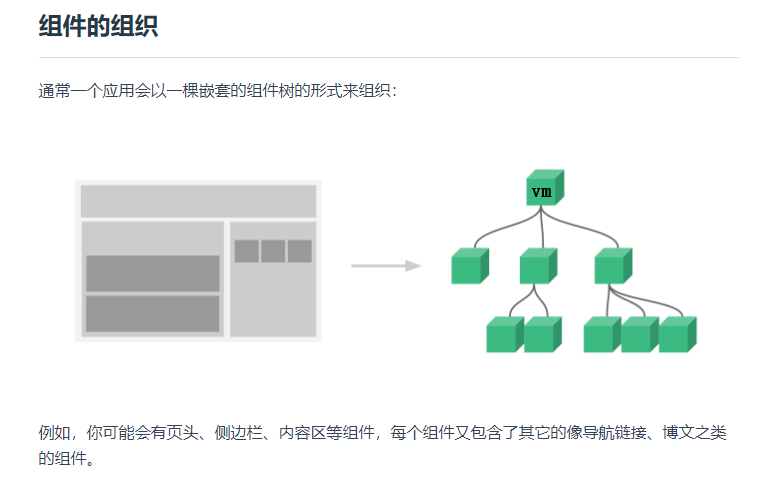 组件的组织
通常一个应用会以一棵嵌套的组件树的形式来组织：
vm
例如，你可能会有页头、侧边栏、内容区等组件，每个组件又包含了其它的像导航链接、博文之类
的组件。